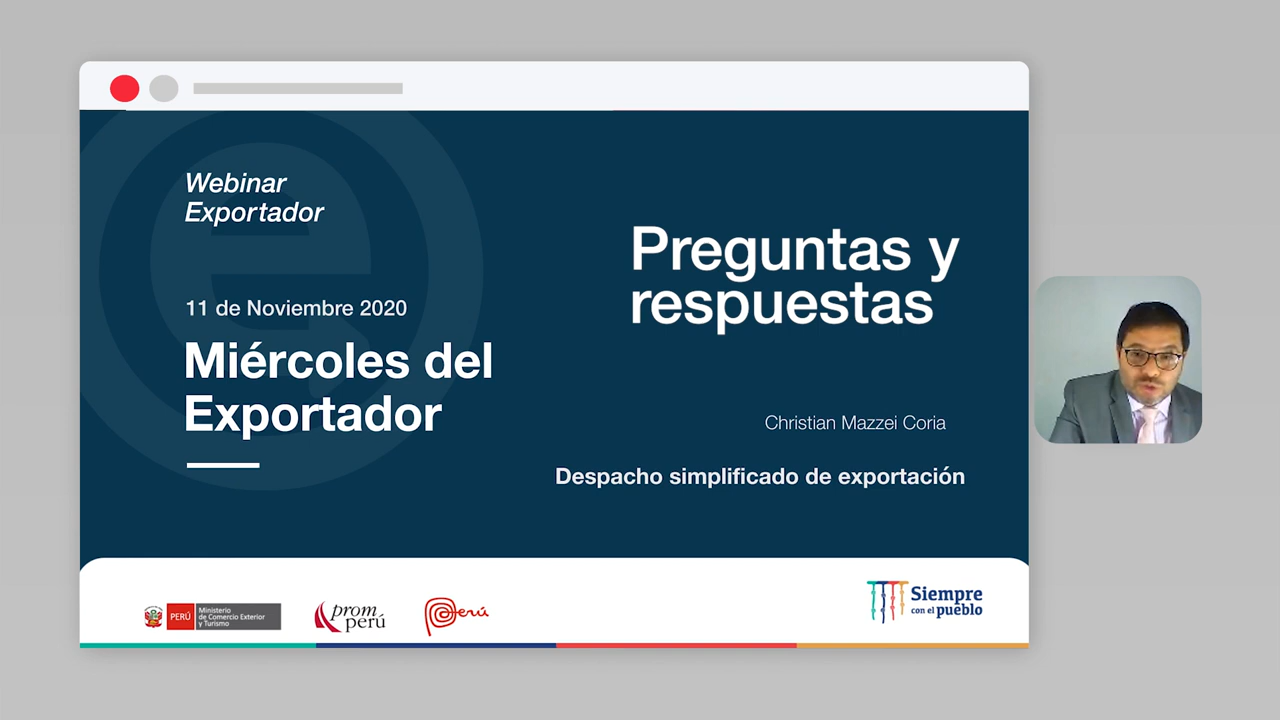 Webinar
Exportador
11 de Noviembre 2020
Miércoles del
Exportador
Preguntas y
respuestas
Christian Mazzei Coria
Despacho simplificado de exportación
PERÚ
Ministerio
de Comercio Exterior
y Turismo
prom
perú
Perú
Siempre
con el pueblo